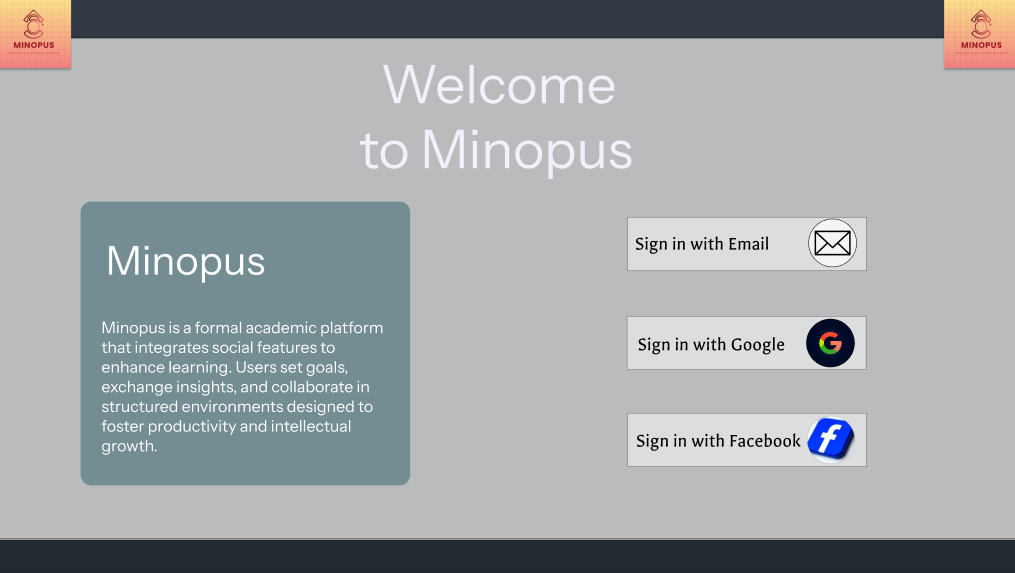 MINOPUS
MINOPUS
Welcome
to Minopus
Minopus
Minopus is a formal academic platform
that integrates social features to
enhance learning. Users set goals,
exchange insights, and collaborate in
structured environments designed to
foster productivity and intellectual
growth.
Sign in with Email
Sign in with Google
Sign in with Facebook